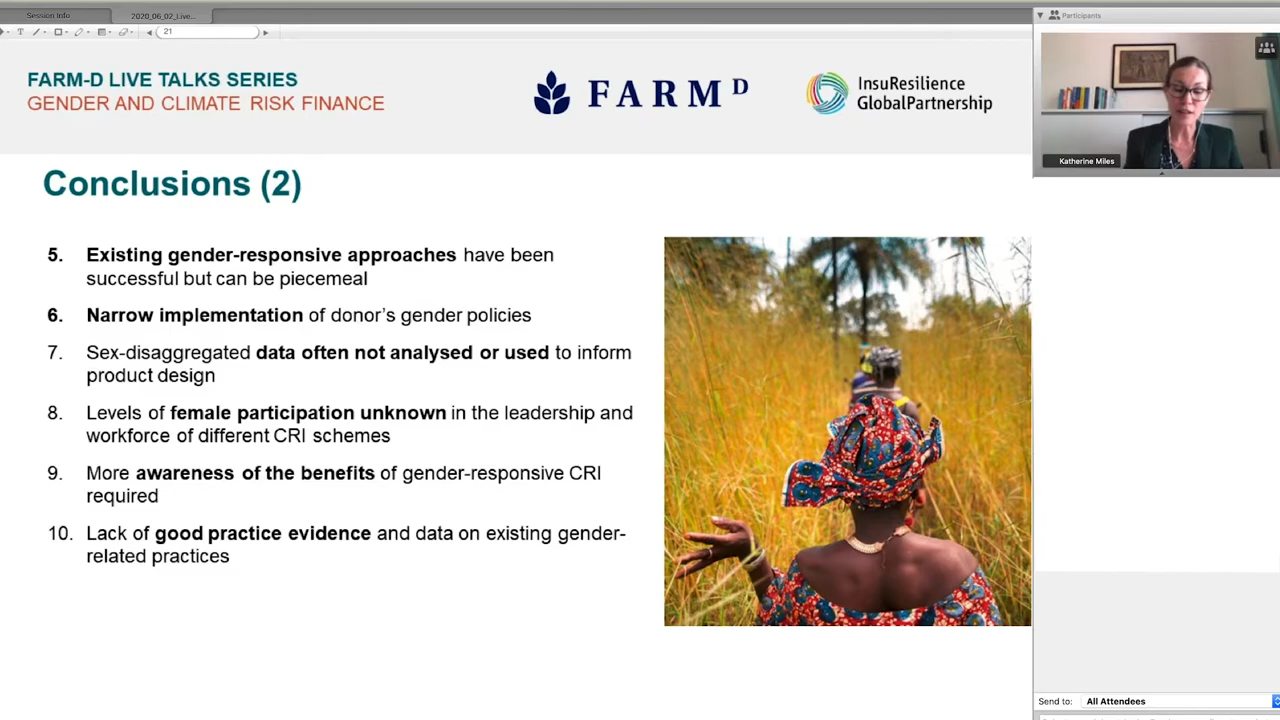 Session Info
2020_06_02_Live...
Participants
21
FARM-D LIVE TALKS SERIES
GENDER AND CLIMATE RISK FINANCE
FARM D
InsuResilience
GlobalPartnership
Katherine Miles
Conclusions (2)
5. Existing gender-responsive approaches have been
successful but can be piecemeal
6. Narrow implementation of donor’s gender policies
7. Sex-disaggregated data often not analysed or used to inform
product design
8. Levels of female participation unknown in the leadership and
workforce of different CRI schemes
9. More awareness of the benefits of gender-responsive CRI
required
10. Lack of good practice evidence and data on existing gender-
related practices
Send to: All Attendees